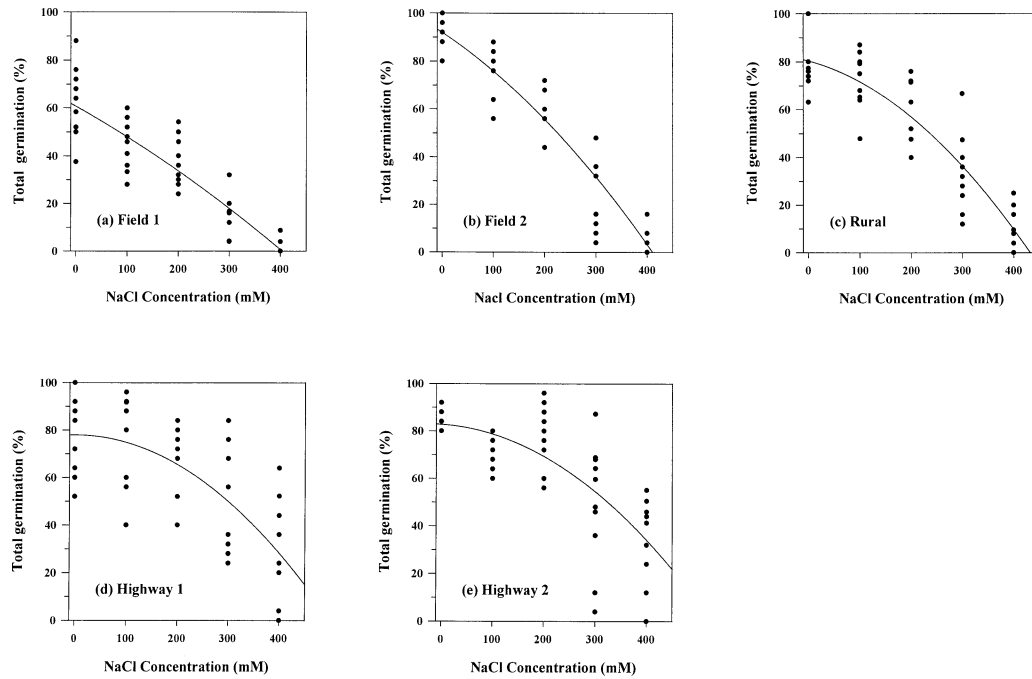 Total germination (%)
100
80
60
40
20
0
(a) Field 1
0 100 200 300 400
NaCl Concentration (mM)
Total germination (%)
100
80
60
40
20
0
(b) Field 2
0 100 200 300 400
Nacl Concentration (mM)
Total germination (%)
100
80
60
40
20
0
(c) Rural
0 100 200 300 400
NaCl Concentration (mM)
Total germination (%)
100
80
60
40
20
0
(d) Highway 1
0 100 200 300 400
NaCl Concentration (mM)
Total germination (%)
100
80
60
40
20
0
(e) Highway 2
0 100 200 300 400
NaCl Concentration (mM)